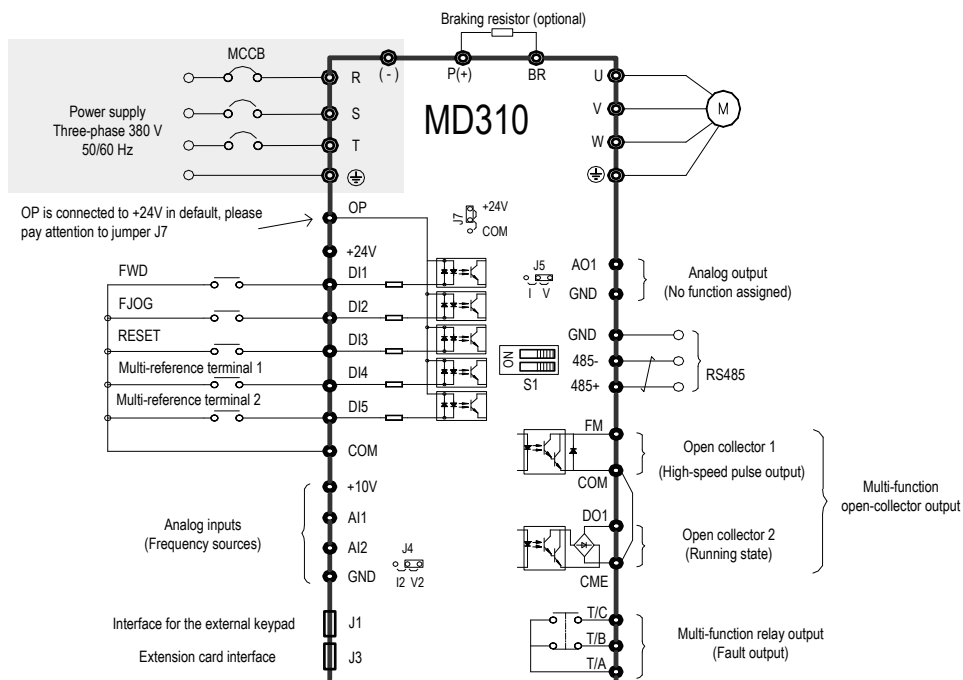 Braking resistor (optional)
MCCB
(-)
P(+)
BR
R
S
T
Power supply
Three-phase 380 V
50/60 Hz
MD310
U
V
W
M
OP is connected to +24V in default, please
pay attention to jumper J7
OP
+24V
J7
+24V
COM
FWD
DI1
FJOG
DI2
RESET
DI3
Multi-reference terminal 1
DI4
Multi-reference terminal 2
DI5
COM
J5
I V
AO1
GND
Analog output
(No function assigned)
GND
485-
485+
RS485
ON
S1
FM
COM
Open collector 1
(High-speed pulse output)
DO1
CME
Open collector 2
(Running state)
Multi-function
open-collector output
+10V
AI1
AI2
GND
Analog inputs
(Frequency sources)
J4
I2 V2
Interface for the external keypad
J1
Extension card interface
J3
T/C
T/B
T/A
Multi-function relay output
(Fault output)